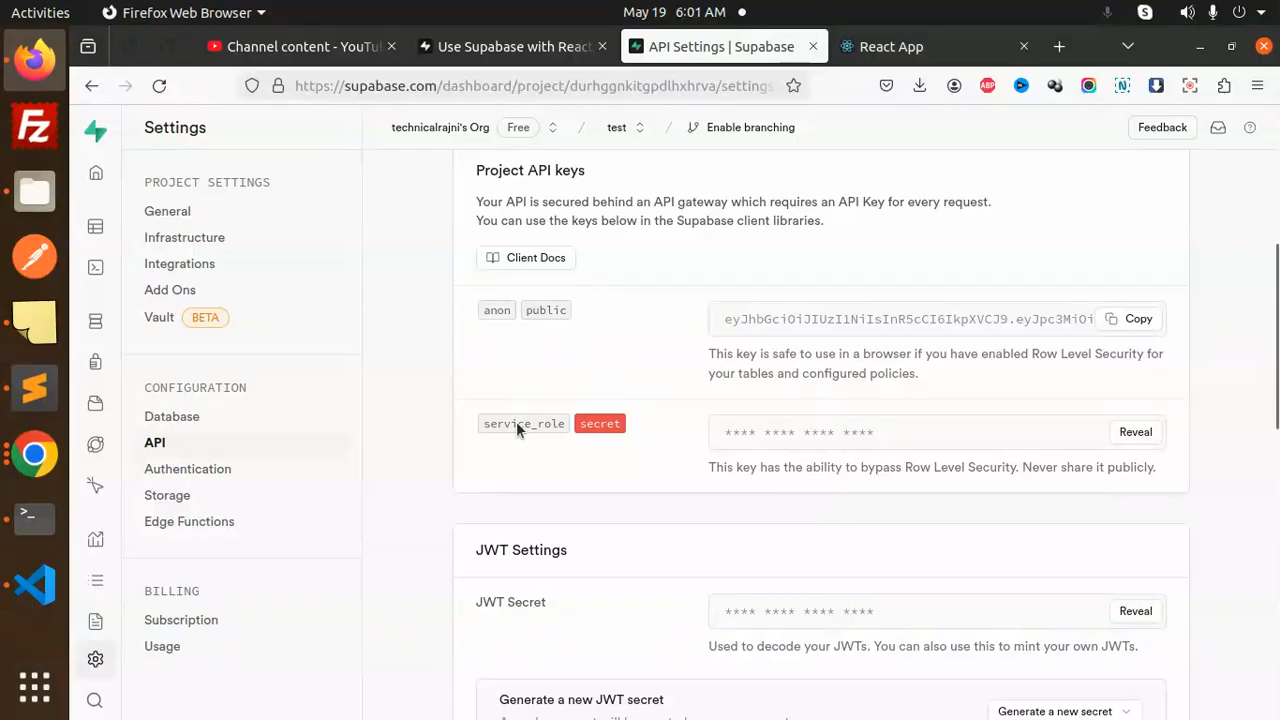 Activities
Firefox Web Browser
May 19 6:01 AM
Channel content - YouTu
Use Supabase with React
API Settings | Supabase
React App
https://supabase.com/dashboard/project/durhggnkitgpdlhxhrva/settings
Settings
technicalrajni's Org
Free
/
test
/
Enable branching
Feedback
PROJECT SETTINGS
General
Infrastructure
Integrations
Add Ons
Vault BETA
CONFIGURATION
Database
API
Authentication
Storage
Edge Functions
BILLING
Subscription
Usage
Project API keys
Your API is secured behind an API gateway which requires an API Key for every request.
You can use the keys below in the Supabase client libraries.
Client Docs
anon public
eyJhbGciOiJIUzI1NiIsInR5cCI6IkpXVCJ9.eyJpc3MiOi
Copy
This key is safe to use in a browser if you have enabled Row Level Security for
your tables and configured policies.
service_role secret
**** **** **** ****
Reveal
This key has the ability to bypass Row Level Security. Never share it publicly.
JWT Settings
JWT Secret
**** **** **** ****
Reveal
Used to decode your JWTs. You can also use this to mint your own JWTs.
Generate a new JWT secret
Generate a new secret